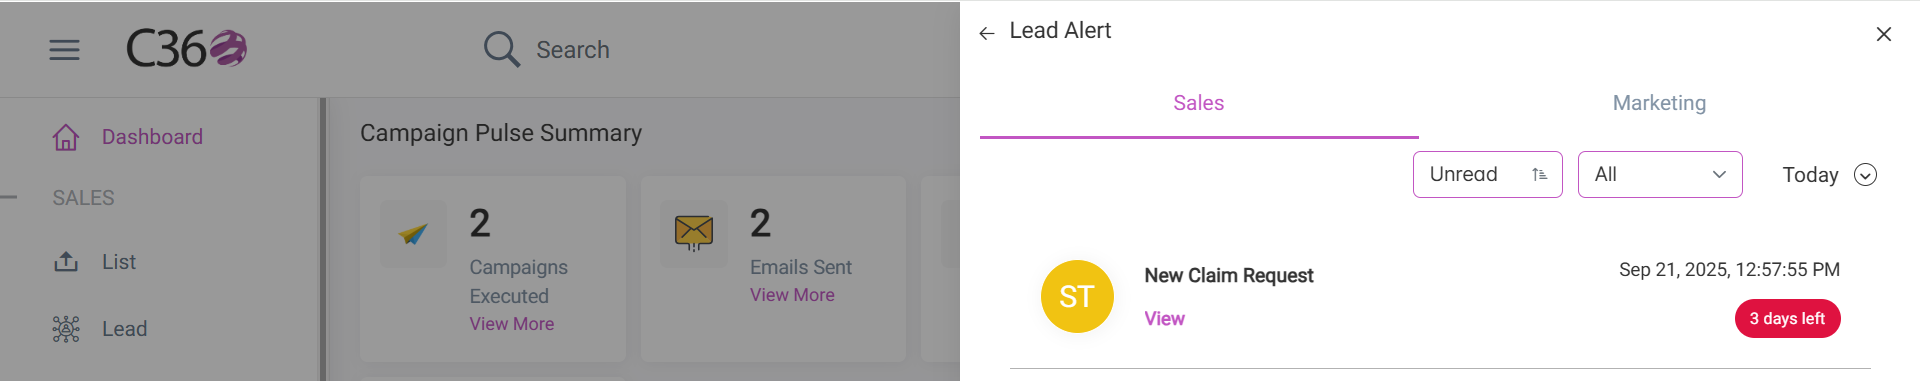 C360
Search
Dashboard
SALES
List
Lead
Campaign Pulse Summary
2
Campaigns
Executed
View More
2
Emails Sent
View More
Lead Alert
Sales
Marketing
Unread
All
Today
ST
New Claim Request
View
Sep 21, 2025, 12:57:55 PM
3 days left